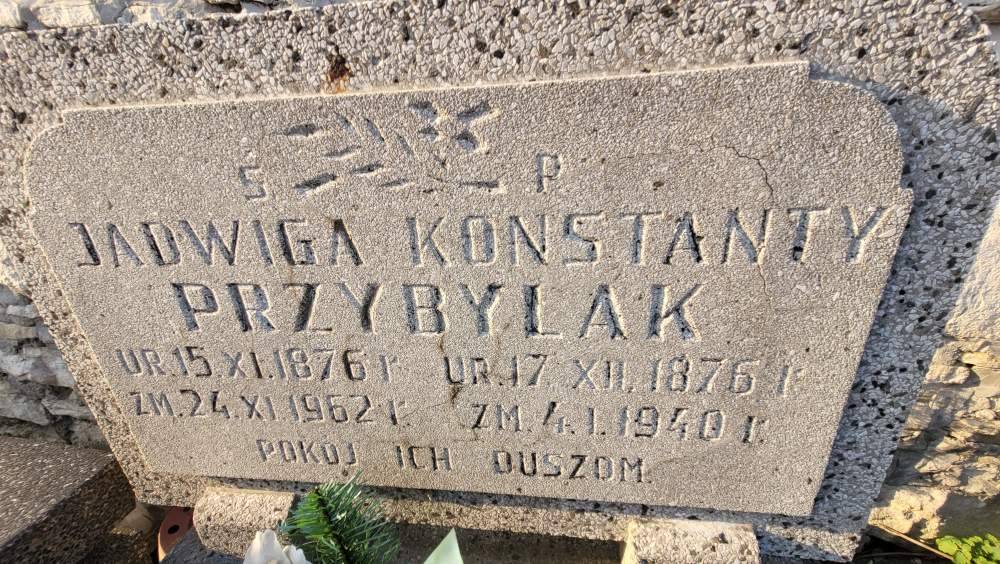 S P
JADWIGA KONSTANTY
PRZYBYLAK
UR.15.XI.1876 r. UR.17 XII.1876 r.
ZM.24.XI.1962 r. ZM.4.I.1940 r.
POKÓJ ICH DUSZOM.